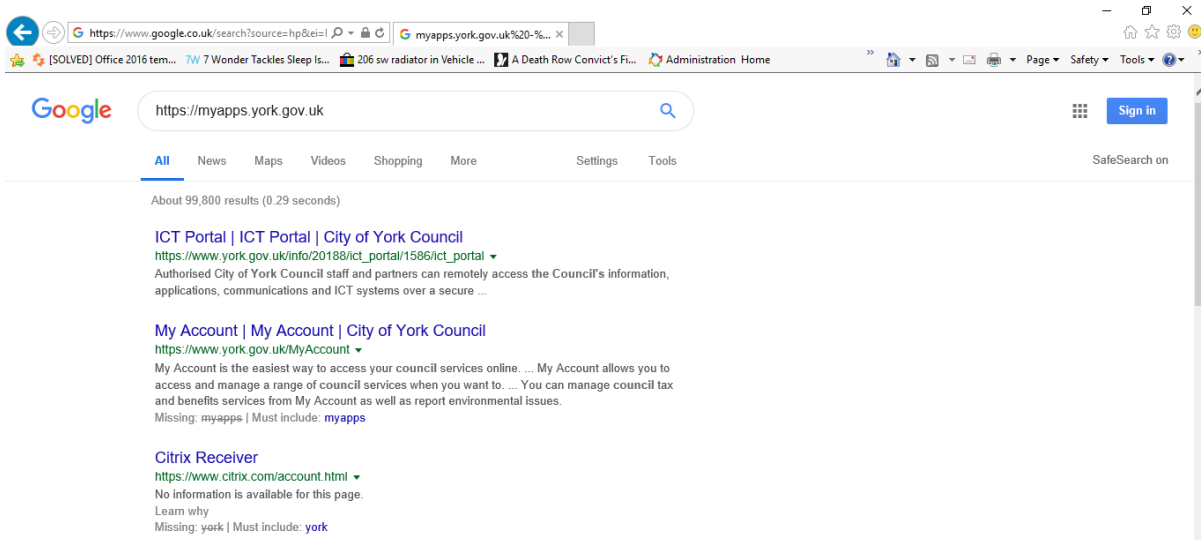 https://www.google.co.uk/search?source=hp&ei=l
myapps.york.gov.uk%20-%...
[SOLVED] Office 2016 tem...
7W 7 Wonder Tackles Sleep Is...
206 sw radiator in Vehicle ...
A Death Row Convict's Fi...
Administration Home
Page
Safety
Tools
Google
https://myapps.york.gov.uk
Sign in
All News Maps Videos Shopping More Settings Tools
SafeSearch on
About 99,800 results (0.29 seconds)
ICT Portal | ICT Portal | City of York Council
https://www.york.gov.uk/info/20188/ict_portal/1586/ict_portal
Authorised City of York Council staff and partners can remotely access the Council's information,
applications, communications and ICT systems over a secure ...
My Account | My Account | City of York Council
https://www.york.gov.uk/MyAccount
My Account is the easiest way to access your council services online. ... My Account allows you to
access and manage a range of council services when you want to. ... You can manage council tax
and benefits services from My Account as well as report environmental issues.
Missing: myapps | Must include: myapps
Citrix Receiver
https://www.citrix.com/account.html
No information is available for this page.
Learn why
Missing: york | Must include: york